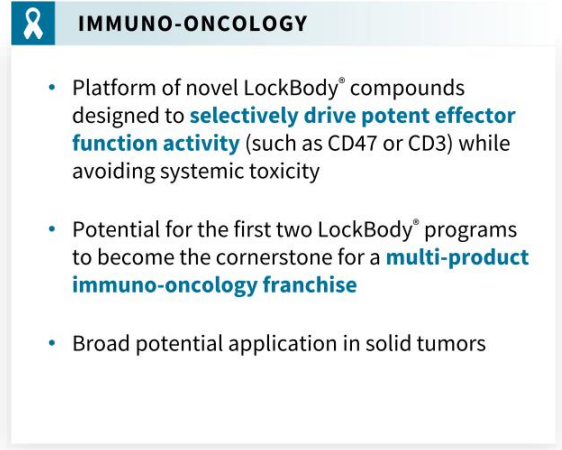 IMMUNO-ONCOLOGY
• Platform of novel LockBody® compounds
designed to selectively drive potent effector
function activity (such as CD47 or CD3) while
avoiding systemic toxicity
• Potential for the first two LockBody® programs
to become the cornerstone for a multi-product
immuno-oncology franchise
• Broad potential application in solid tumors